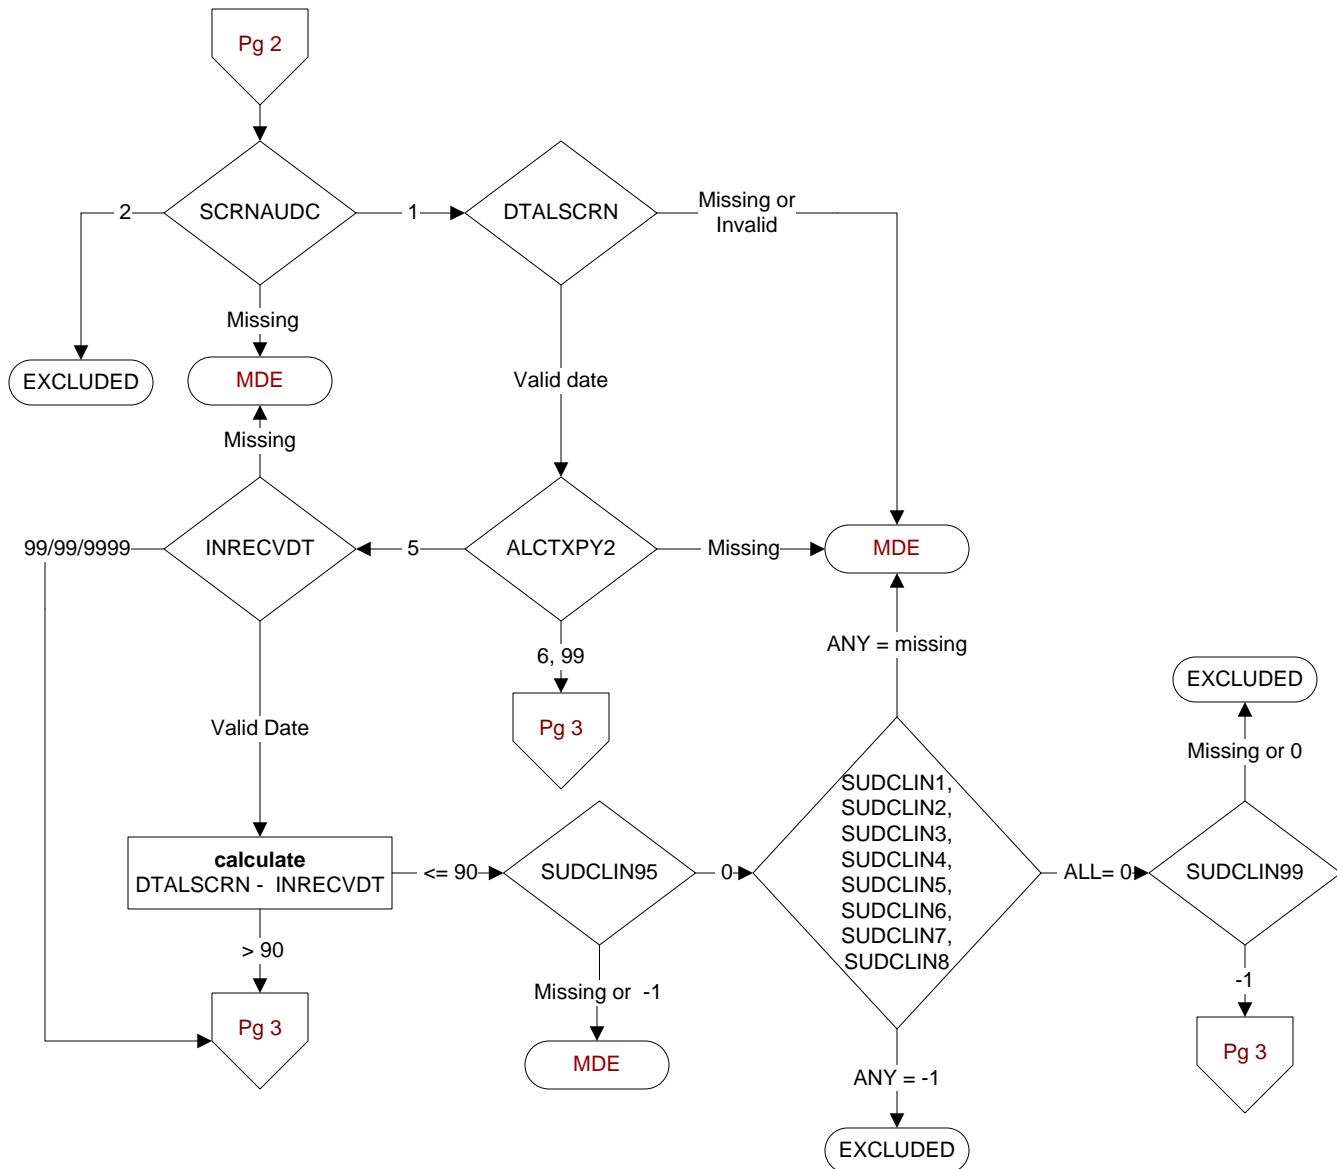 Pg 2
SCRNAUDC
DTALSCRN
2
1
Missing or
Invalid
Missing
EXCLUDED
MDE
Valid date
Missing
99/99/9999
INRECVDT
5
ALCTXPY2
Missing
MDE
6, 99
ANY = missing
EXCLUDED
Valid Date
Pg 3
Missing or 0
calculate
DTALSCRN - INRECVDT
<= 90
SUDCLIN95
0
SUDCLIN1,
SUDCLIN2,
SUDCLIN3,
SUDCLIN4,
SUDCLIN5,
SUDCLIN6,
SUDCLIN7,
SUDCLIN8
ALL= 0
SUDCLIN99
> 90
Missing or -1
-1
Pg 3
MDE
ANY = -1
Pg 3
EXCLUDED